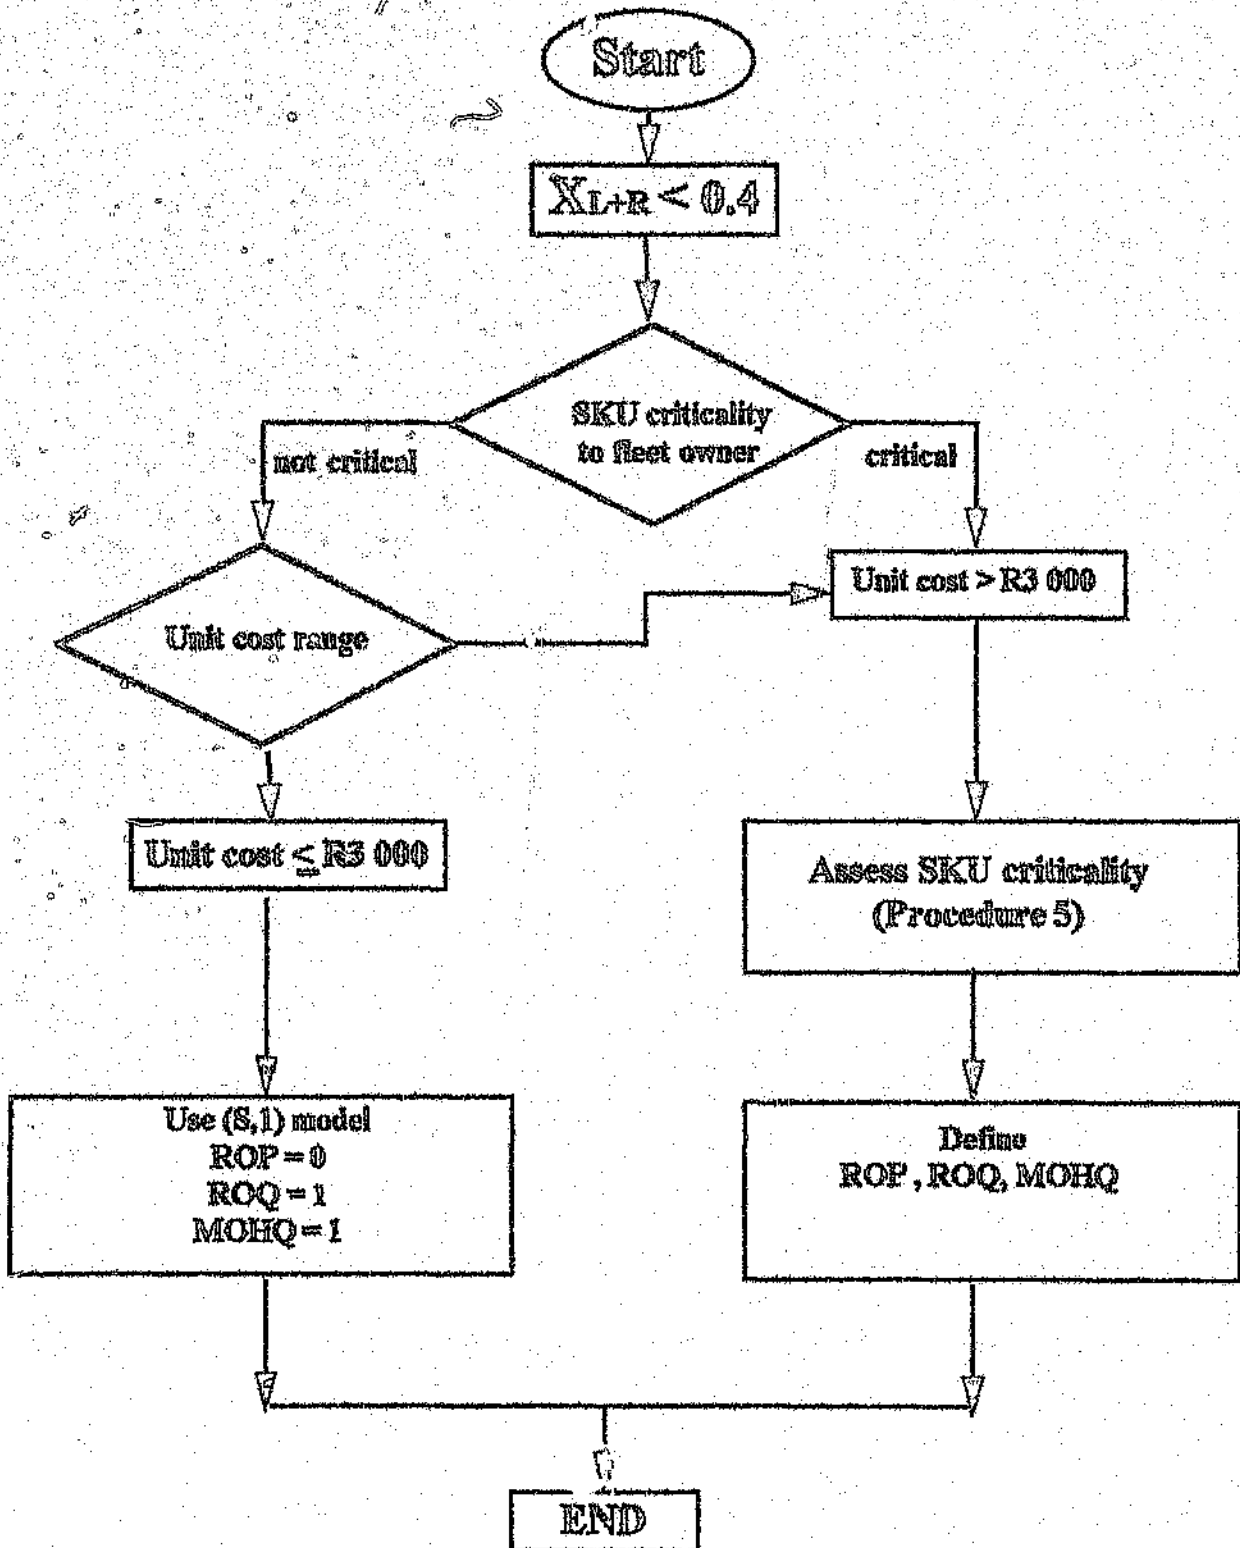 Start
XL+R < 0.4
SKU criticality
to fleet owner
not critical
critical
Unit cost > R3 000
Unit cost range
Unit cost ≤ R3 000
Assess SKU criticality
(Procedure 5)
Use (S,1) model
ROP = 0
ROQ = 1
MOHQ = 1
Define
ROP, ROQ, MOHQ
END